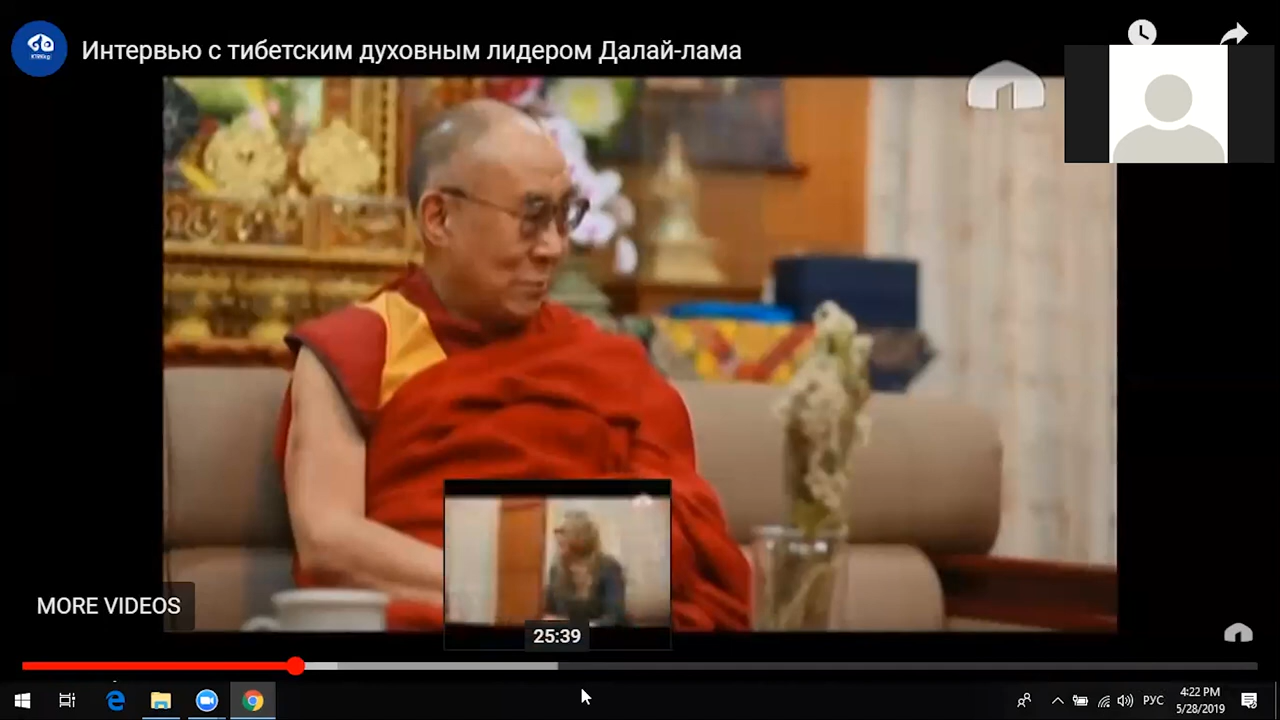 Интервью с тибетским духовным лидером Далай-лама
MORE VIDEOS
25:39
РУС
4:22 PM
5/28/2019